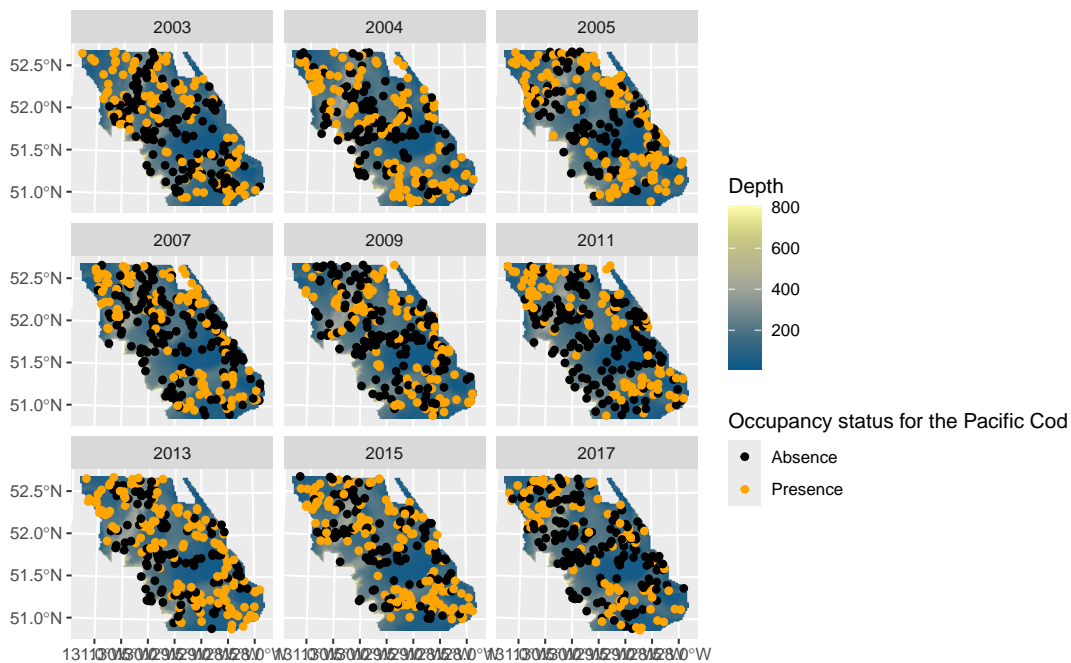 2003 2004 2005
52.5°N
52.0°N
51.5°N
51.0°N
2007 2009 2011
52.5°N
52.0°N
51.5°N
51.0°N
2013 2015 2017
52.5°N
52.0°N
51.5°N
51.0°N
Depth
800
600
400
200
Occupancy status for the Pacific Cod
Absence
Presence